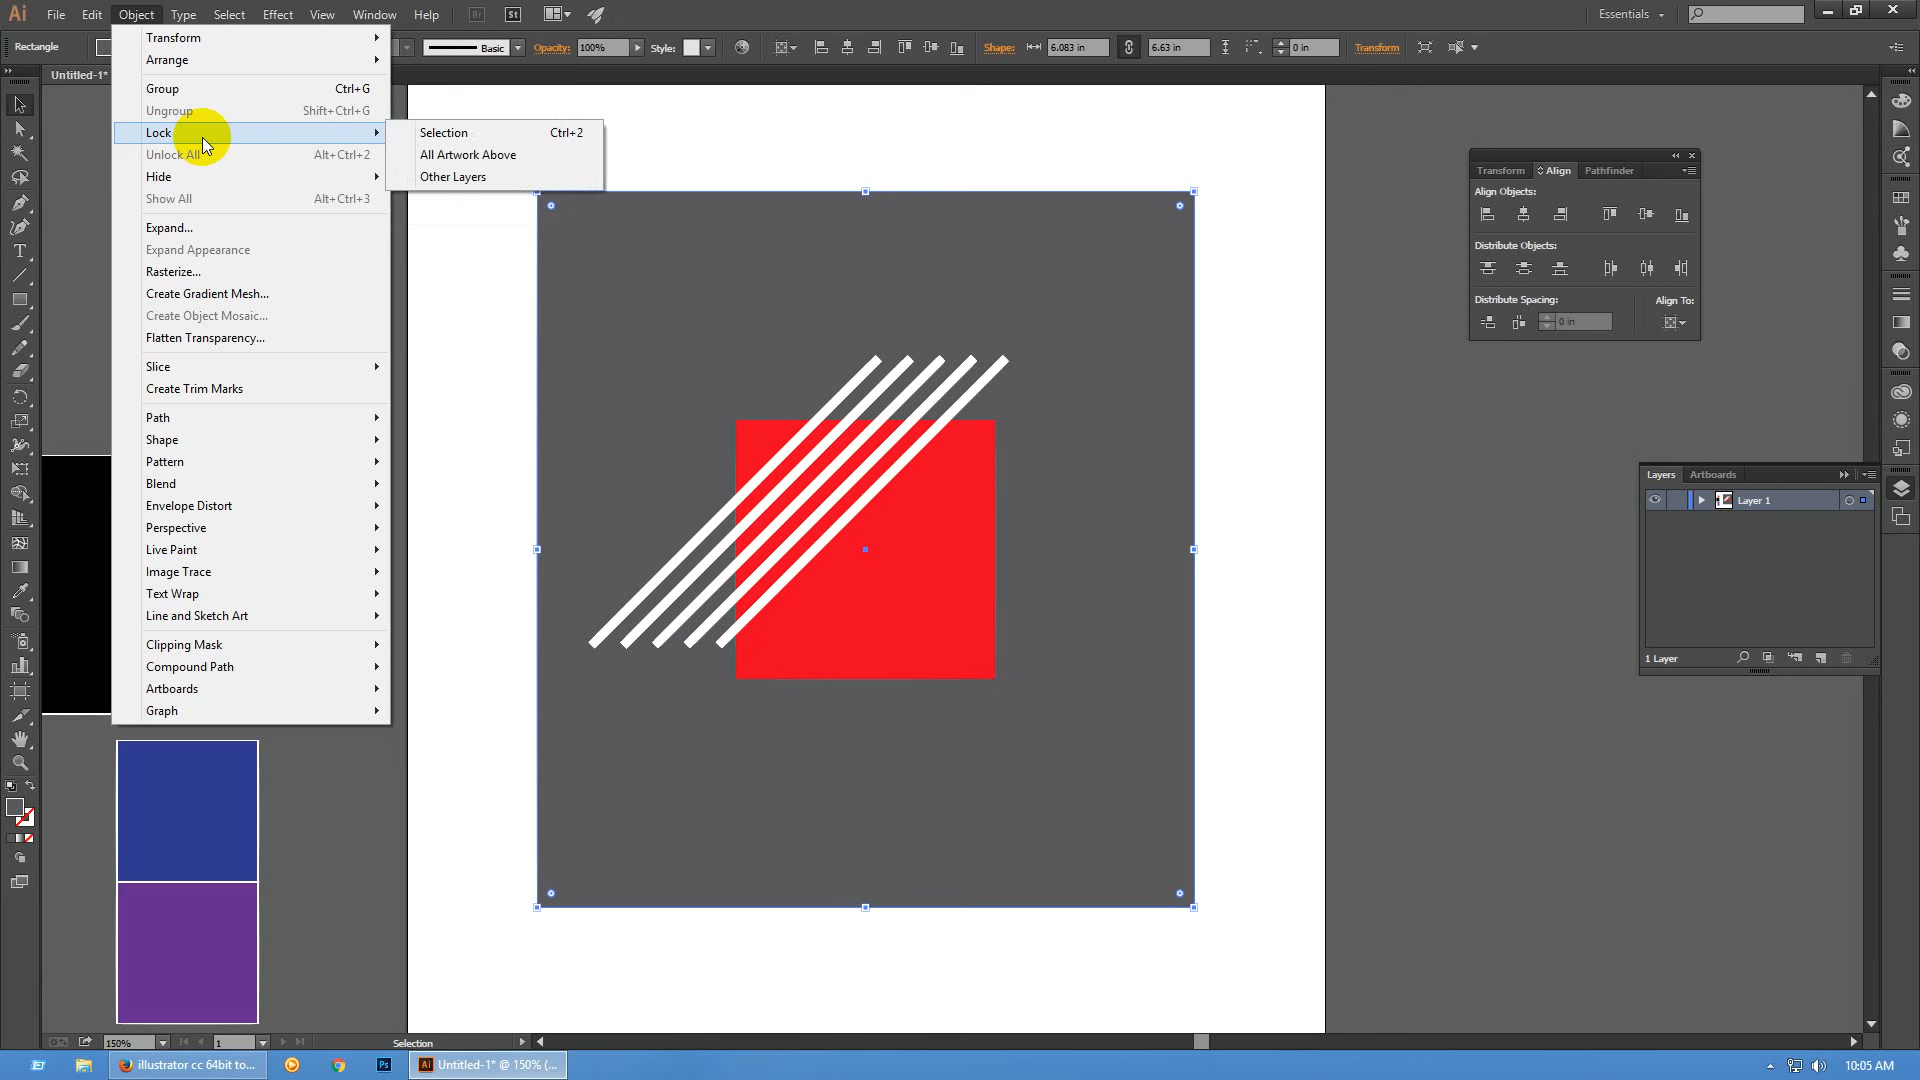 Ai File Edit Object Type Select Effect View Window Help Br St Essentials
Rectangle Basic Opacity: 100% Style: Shape: 6.083 in 6.63 in 0 in Transform
Untitled-1*
Transform
Arrange
Group Ctrl+G
Ungroup Shift+Ctrl+G
Lock
Unlock All Alt+Ctrl+2
Hide
Show All Alt+Ctrl+3
Expand...
Expand Appearance
Rasterize...
Create Gradient Mesh...
Create Object Mosaic...
Flatten Transparency...
Slice
Create Trim Marks
Path
Shape
Pattern
Blend
Envelope Distort
Perspective
Live Paint
Image Trace
Text Wrap
Line and Sketch Art
Clipping Mask
Compound Path
Artboards
Graph
Selection Ctrl+2
All Artwork Above
Other Layers
Transform Align Pathfinder
Align Objects:
Distribute Objects:
Distribute Spacing: Align To:
0 in
Layers Artboards
Layer 1
1 Layer
150% 1 Selection
illustrator cc 64bit to... Ps Ai Untitled-1* @ 150% (... 10:05 AM